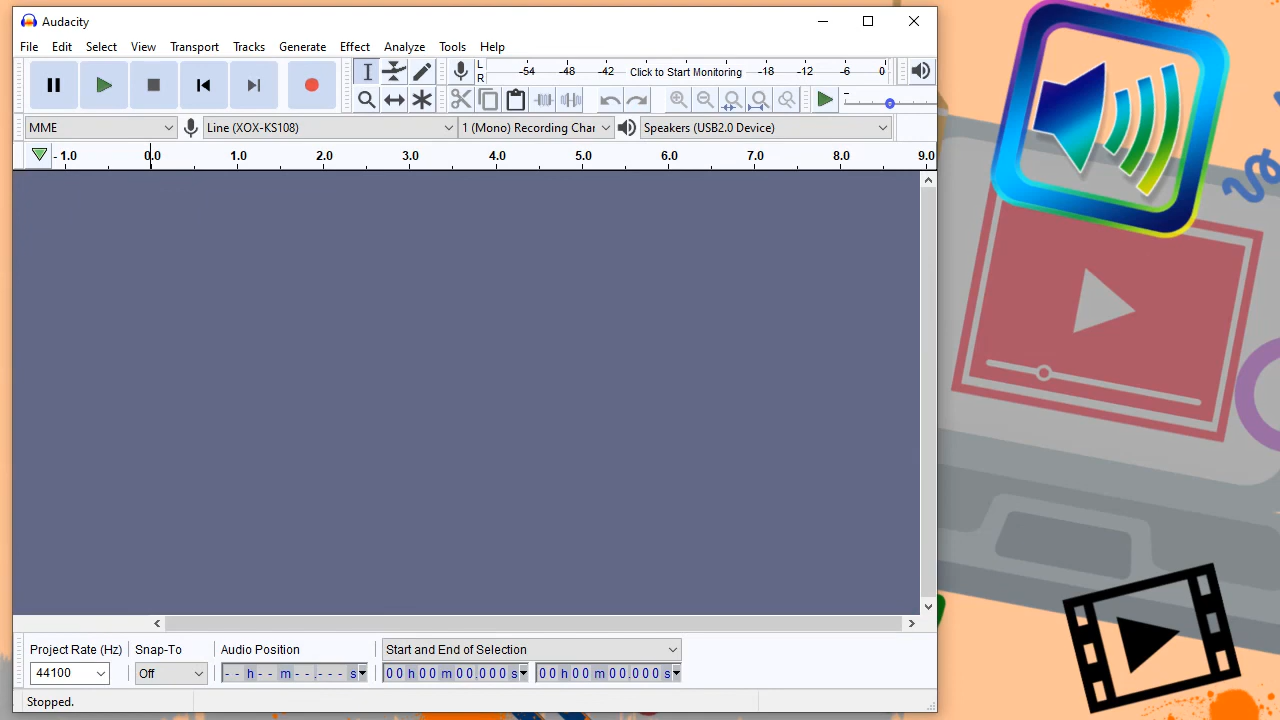 Audacity
File Edit Select View Transport Tracks Generate Effect Analyze Tools Help
L
R
-54 -48 -42 Click to Start Monitoring -18 -12 -6 0
MME Line (XOX-KS108) 1 (Mono) Recording Char Speakers (USB2.0 Device)
-1.0 0.0 1.0 2.0 3.0 4.0 5.0 6.0 7.0 8.0 9.0
Project Rate (Hz) Snap-To Audio Position Start and End of Selection
44100 Off -- h -- m --.--- s 00 h 00 m 00.000 s 00 h 00 m 00.000 s
Stopped.